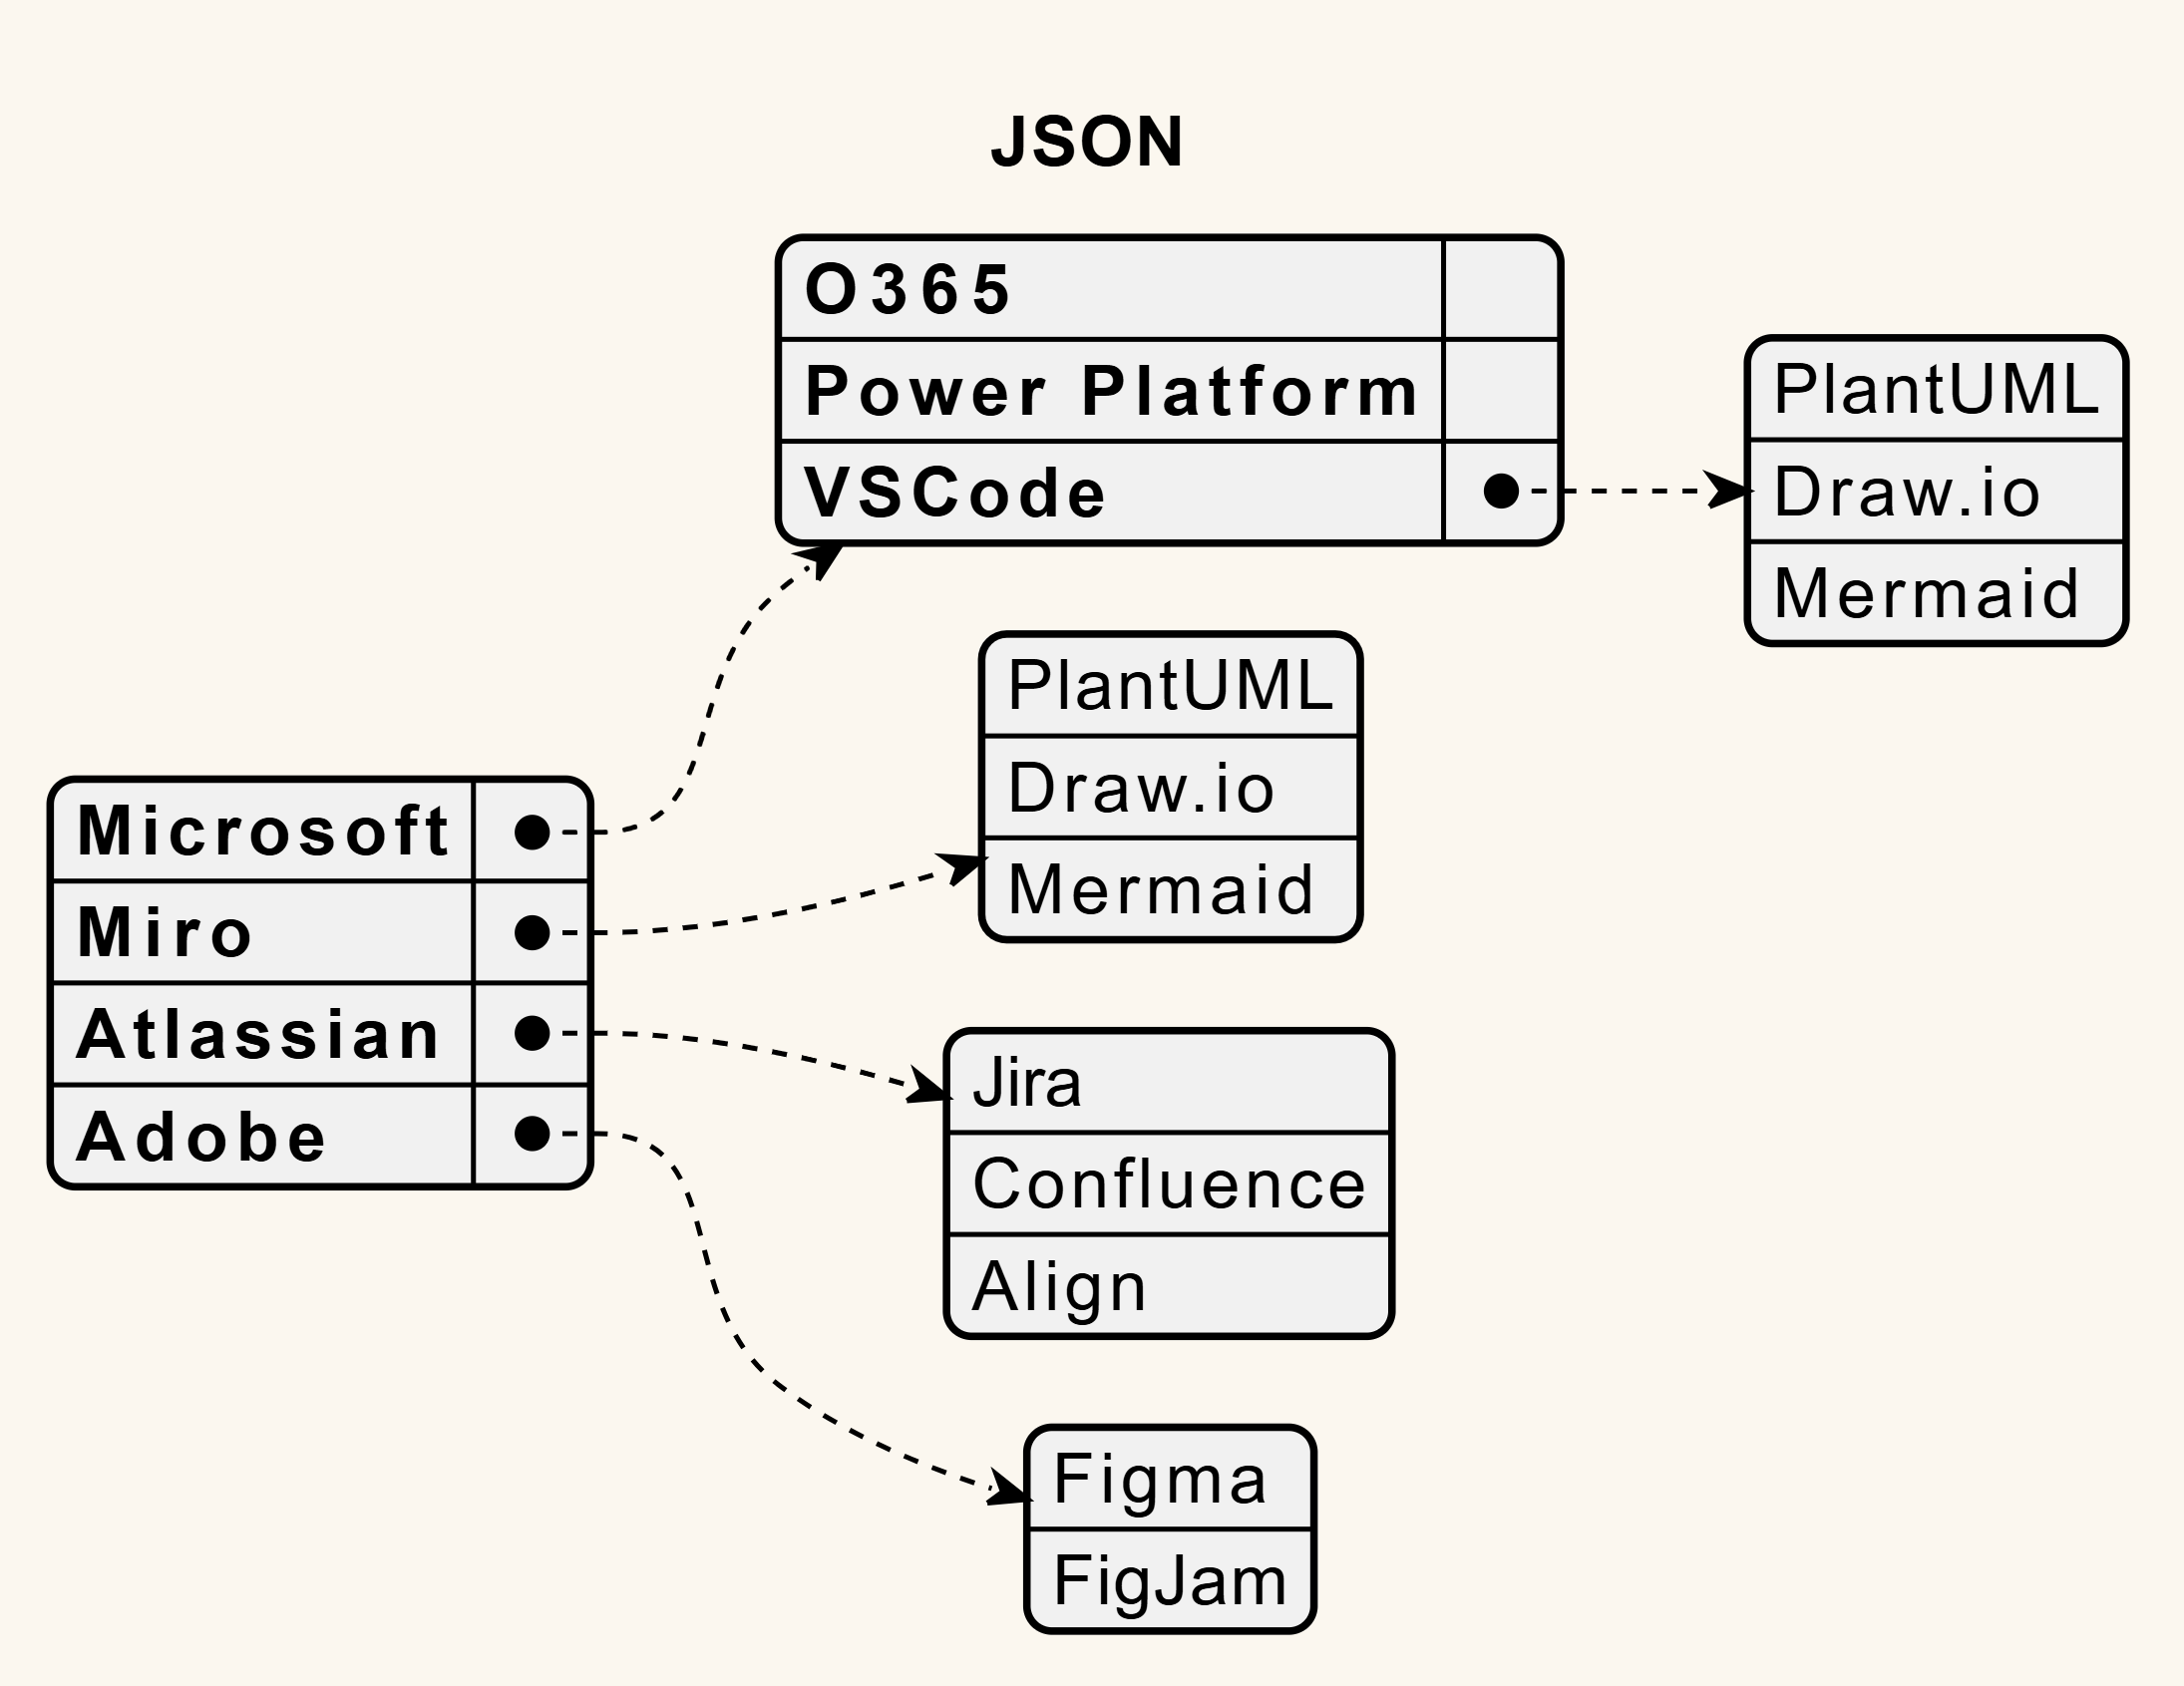 JSON
Microsoft
Miro
Atlassian
Adobe
O365
Power Platform
VSCode
PlantUML
Draw.io
Mermaid
PlantUML
Draw.io
Mermaid
Jira
Confluence
Align
Figma
FigJam